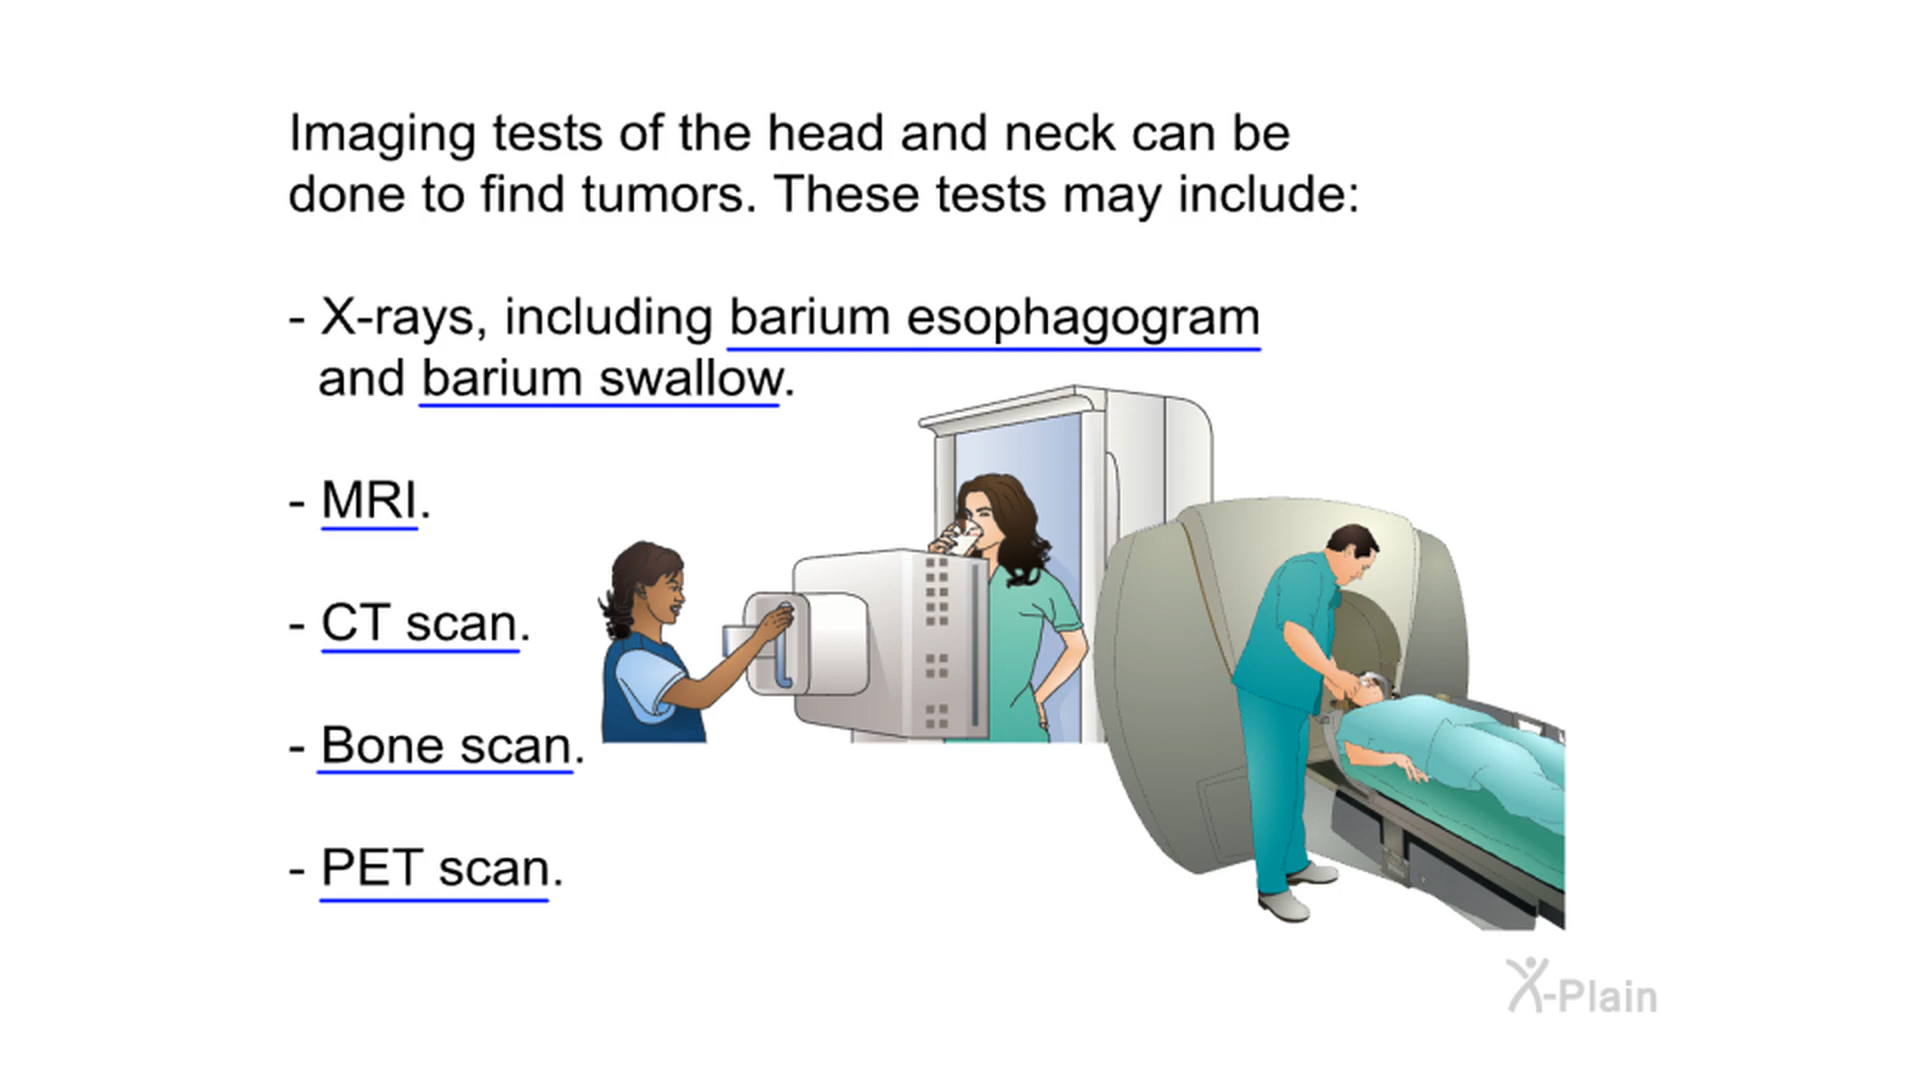 Imaging tests of the head and neck can be
done to find tumors. These tests may include:
- X-rays, including barium esophagogram
and barium swallow.
- MRI.
- CT scan.
- Bone scan.
- PET scan.
X-Plain